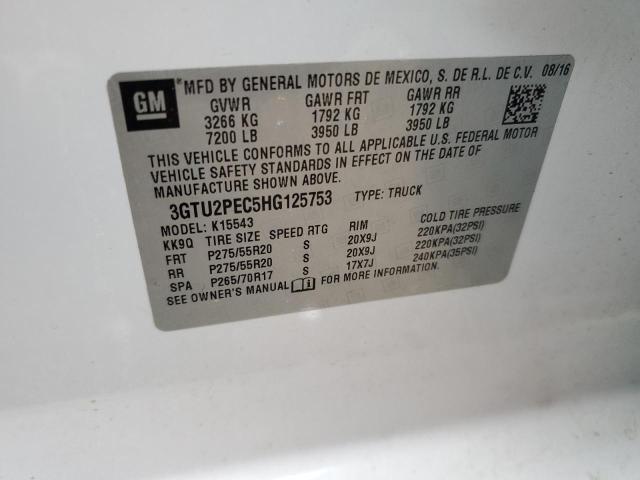 GM
*MFD BY GENERAL MOTORS DE MEXICO, S. DE R.L. DE C.V. 08/16
GVWR GAWR FRT GAWR RR
3266 KG 1792 KG 1792 KG
7200 LB 3950 LB 3950 LB
THIS VEHICLE CONFORMS TO ALL APPLICABLE U.S. FEDERAL MOTOR
VEHICLE SAFETY STANDARDS IN EFFECT ON THE DATE OF
MANUFACTURE SHOWN ABOVE.
3GTU2PEC5HG125753 TYPE: TRUCK
MODEL: K15543
KK9Q TIRE SIZE SPEED RTG RIM COLD TIRE PRESSURE
FRT P275/55R20 S 20X9J 220KPA(32PSI)
RR P275/55R20 S 20X9J 220KPA(32PSI)
SPA P265/70R17 S 17X7J 240KPA(35PSI)
SEE OWNER'S MANUAL FOR MORE INFORMATION.